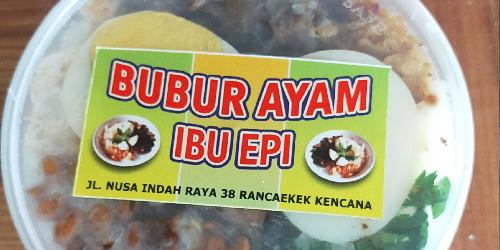 BUBUR AYAM
IBU EPI
JL. NUSA INDAH RAYA 38 RANCAEKEK KENCANA